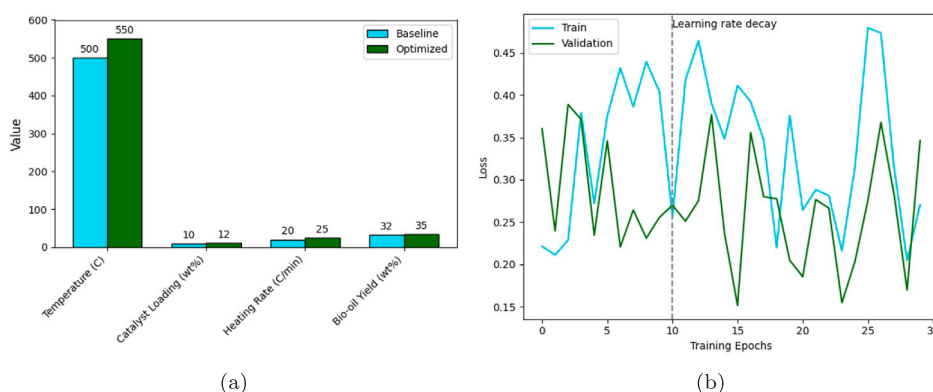 600
500
400
300
200
100
0
Value
500
550
10
12
20
25
32
35
Baseline
Optimized
Temperature (C)
Catalyst Loading (wt%)
Heating Rate (C/min)
Bio-oil Yield (wt%)
(a)
Learning rate decay
Train
Validation
0.45
0.40
0.35
0.30
0.25
0.20
0.15
Loss
0
5
10
15
20
25
Training Epochs
(b)